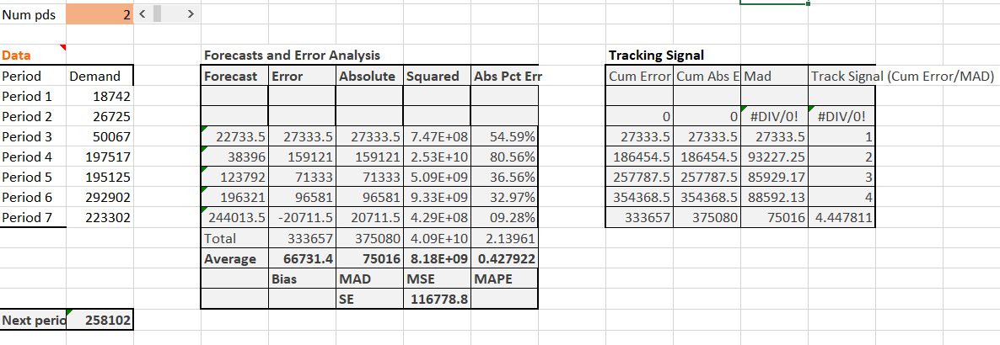 Num pds 2 < >
Data Forecasts and Error Analysis Tracking Signal
Period Demand Forecast Error Absolute Squared Abs Pct Err Cum Error Cum Abs E Mad Track Signal (Cum Error/MAD)
Period 1 18742
Period 2 26725 0 0 #DIV/0! #DIV/0!
Period 3 50067 22733.5 27333.5 27333.5 7.47E+08 54.59% 27333.5 27333.5 27333.5 1
Period 4 197517 38396 159121 159121 2.53E+10 80.56% 186454.5 186454.5 93227.25 2
Period 5 195125 123792 71333 71333 5.09E+09 36.56% 257787.5 257787.5 85929.17 3
Period 6 292902 196321 96581 96581 9.33E+09 32.97% 354368.5 354368.5 88592.13 4
Period 7 223302 244013.5 -20711.5 20711.5 4.29E+08 09.28% 333657 375080 75016 4.447811
Total 333657 375080 4.09E+10 2.13961
Average 66731.4 75016 8.18E+09 0.427922
Bias MAD MSE MAPE
SE 116778.8
Next perio 258102